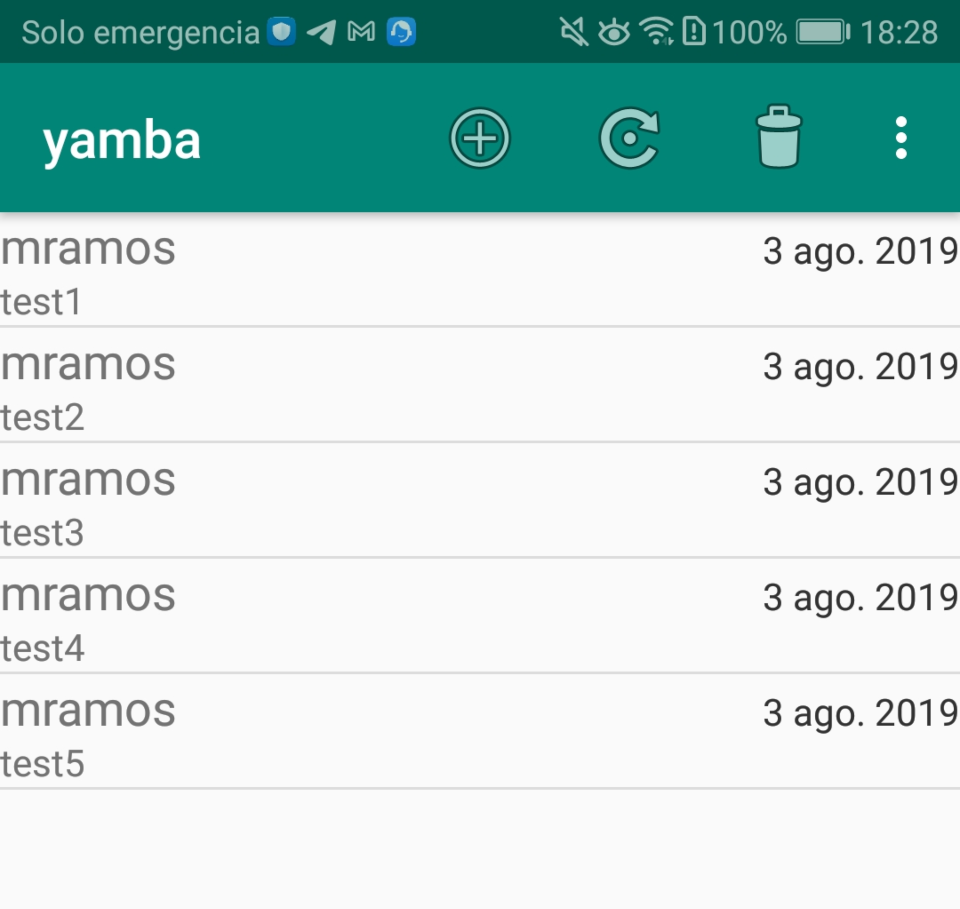 Solo emergencia 100% 18:28
yamba
mramos 3 ago. 2019
test1
mramos 3 ago. 2019
test2
mramos 3 ago. 2019
test3
mramos 3 ago. 2019
test4
mramos 3 ago. 2019
test5